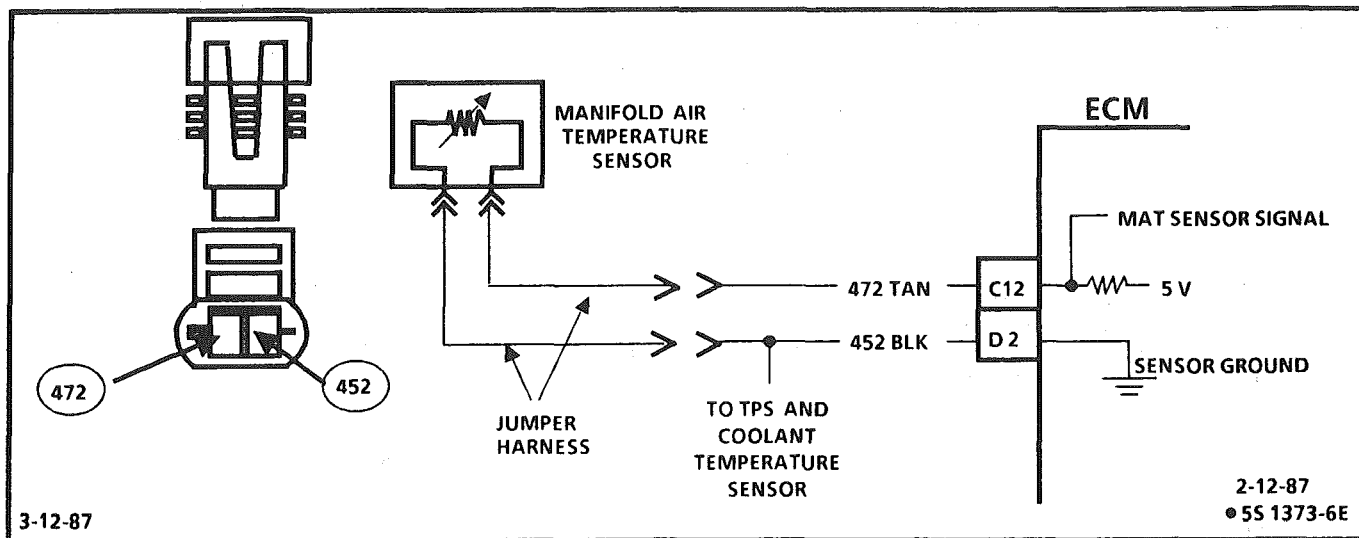 ECM
MANIFOLD AIR
TEMPERATURE
SENSOR
MAT SENSOR SIGNAL
472 TAN
C12
5 V
452 BLK
D2
SENSOR GROUND
472
452
JUMPER
HARNESS
TO TPS AND
COOLANT
TEMPERATURE
SENSOR
3-12-87
2-12-87
• 5S 1373-6E